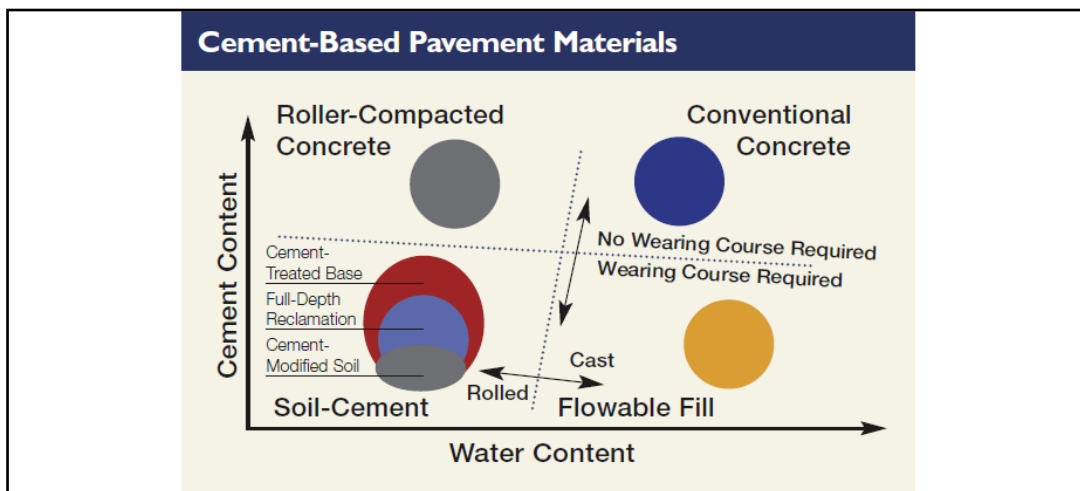 Cement-Based Pavement Materials
Roller-Compacted
Concrete
Conventional
Concrete
Cement Content
No Wearing Course Required
Wearing Course Required
Cement-
Treated Base
Full-Depth
Reclamation
Cement-
Modified Soil
Cast
Rolled
Soil-Cement
Flowable Fill
Water Content